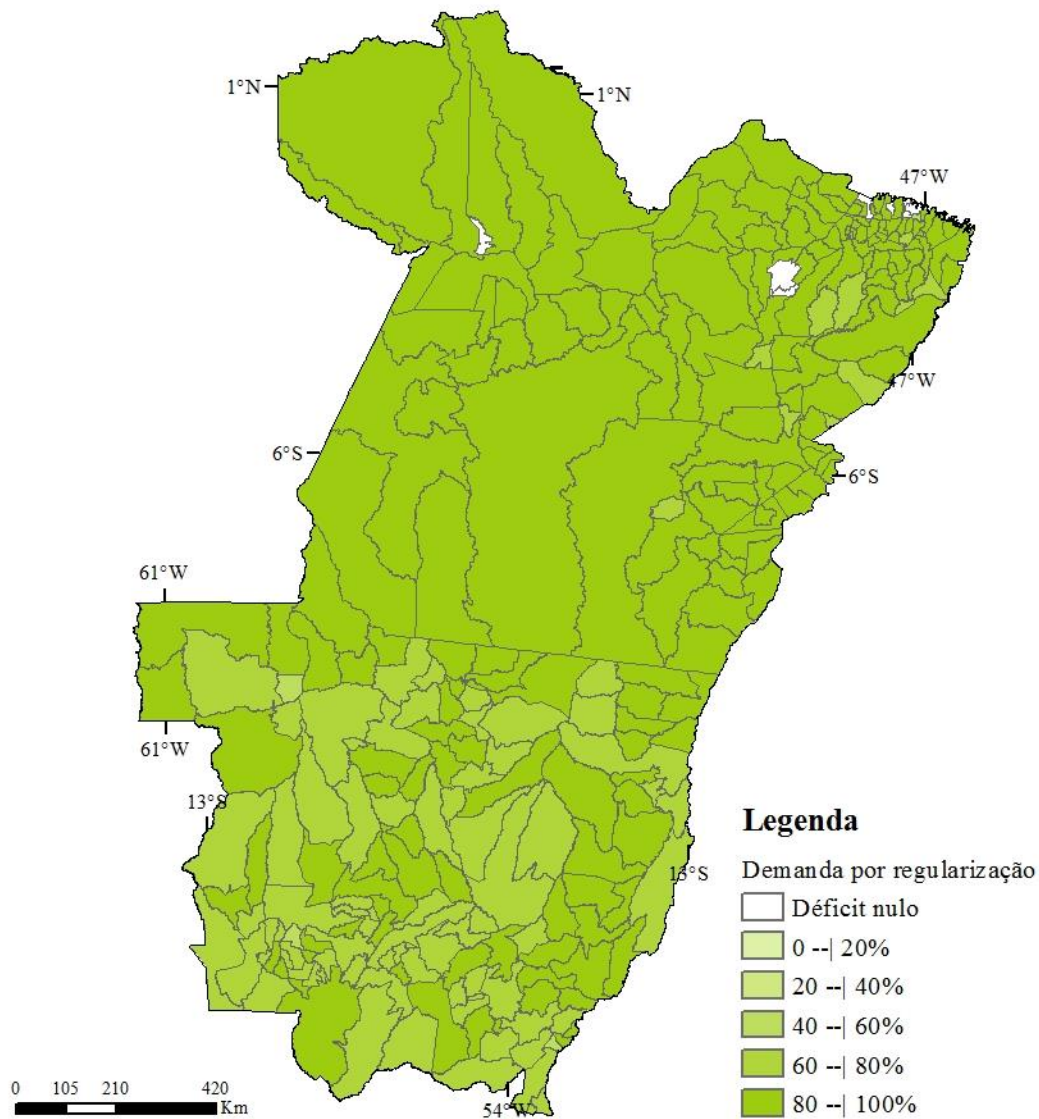 1°N
1°N
47°W
47°W
6°S
6°S
61°W
61°W
13°S
13°S
54°W
Legenda
Demanda por regularização
Déficit nulo
0 --| 20%
20 --| 40%
40 --| 60%
60 --| 80%
80 --| 100%
0 105 210 420
Km